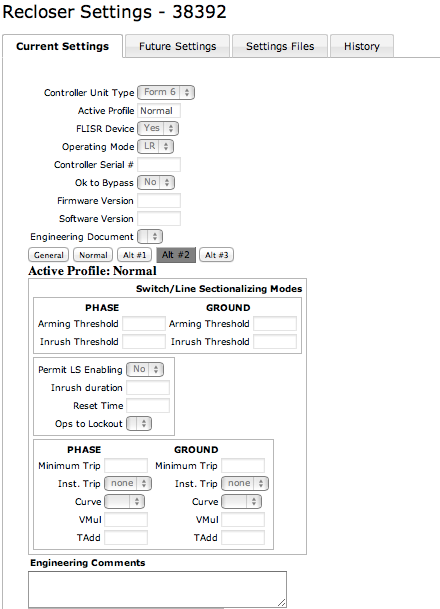 Recloser Settings - 38392
Current Settings Future Settings Settings Files History
Controller Unit Type Form 6
Active Profile Normal
FLISR Device Yes
Operating Mode LR
Controller Serial #
Ok to Bypass No
Firmware Version
Software Version
Engineering Document
General Normal Alt #1 Alt #2 Alt #3
Active Profile: Normal
Switch/Line Sectionalizing Modes
PHASE GROUND
Arming Threshold Arming Threshold
Inrush Threshold Inrush Threshold
Permit LS Enabling No
Inrush duration
Reset Time
Ops to Lockout
PHASE GROUND
Minimum Trip Minimum Trip
Inst. Trip none Inst. Trip none
Curve Curve
VMul VMul
TAdd TAdd
Engineering Comments